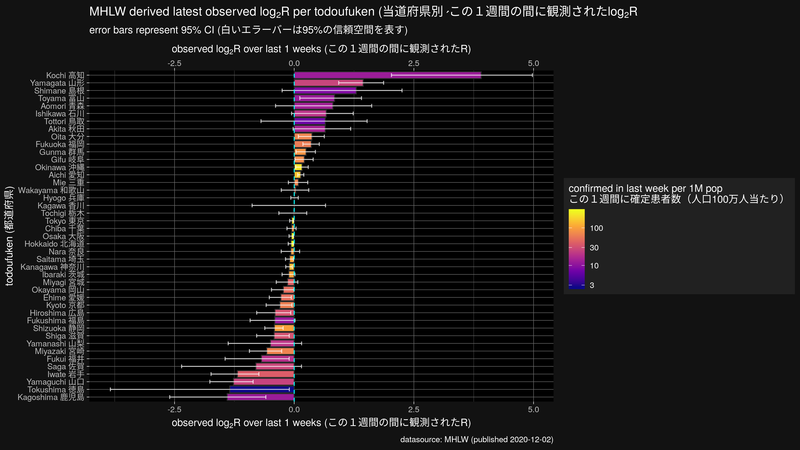 MHLW derived latest observed log₂R per todoufuken (当道府県別 -この１週間の間に観測されたlog₂R
error bars represent 95% CI (白いエラーバーは95%の信頼空間を表す)
observed log₂R over last 1 weeks (この１週間の間に観測されたR)
-2.5 0.0 2.5 5.0
todoufuken (都道府県)
Kochi 高知
Yamagata 山形
Shimane 島根
Toyama 富山
Aomori 青森
Ishikawa 石川
Tottori 鳥取
Akita 秋田
Oita 大分
Fukuoka 福岡
Gunma 群馬
Gifu 岐阜
Okinawa 沖縄
Aichi 愛知
Mie 三重
Wakayama 和歌山
Hyogo 兵庫
Kagawa 香川
Tochigi 栃木
Tokyo 東京
Chiba 千葉
Osaka 大阪
Hokkaido 北海道
Nara 奈良
Saitama 埼玉
Kanagawa 神奈川
Ibaraki 茨城
Miyagi 宮城
Okayama 岡山
Ehime 愛媛
Kyoto 京都
Hiroshima 広島
Fukushima 福島
Shizuoka 静岡
Shiga 滋賀
Yamanashi 山梨
Miyazaki 宮崎
Fukui 福井
Saga 佐賀
Iwate 岩手
Yamaguchi 山口
Tokushima 徳島
Kagoshima 鹿児島
-2.5 0.0 2.5 5.0
observed log₂R over last 1 weeks (この１週間の間に観測されたR)
confirmed in last week per 1M pop
この１週間に確定患者数（人口100万人当たり）
100
30
10
3
datasource: MHLW (published 2020-12-02)